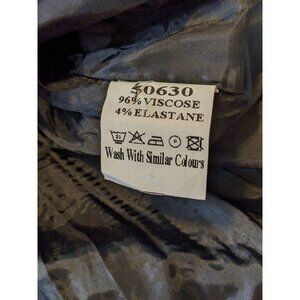 50630
96% VISCOSE
4% ELASTANE
Wash With Similar Colours